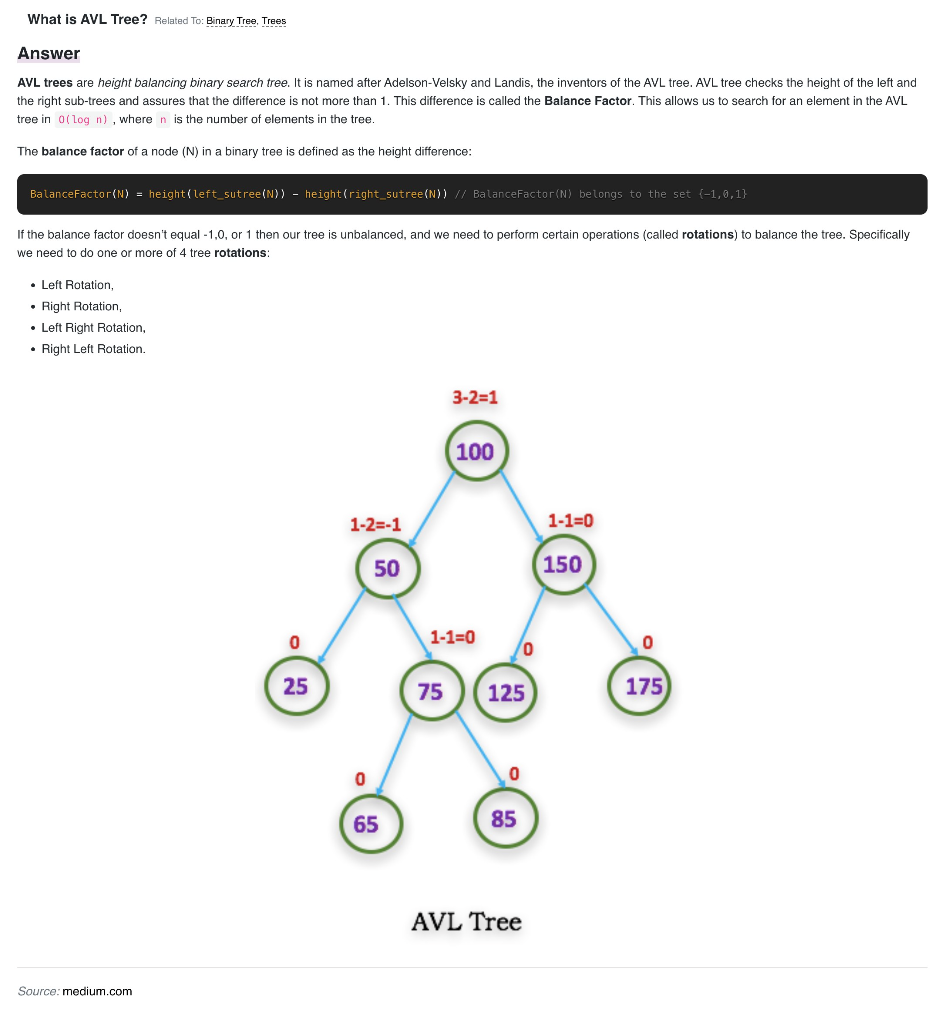 What is AVL Tree? Related To: Binary Tree, Trees
Answer
AVL trees are height balancing binary search tree. It is named after Adelson-Velsky and Landis, the inventors of the AVL tree. AVL tree checks the height of the left and
the right sub-trees and assures that the difference is not more than 1. This difference is called the Balance Factor. This allows us to search for an element in the AVL
tree in O(log n) , where n is the number of elements in the tree.
The balance factor of a node (N) in a binary tree is defined as the height difference:
BalanceFactor(N) = height(left_sutree(N)) − height(right_sutree(N)) // BalanceFactor(N) belongs to the set {−1,0,1}
If the balance factor doesn't equal -1,0, or 1 then our tree is unbalanced, and we need to perform certain operations (called rotations) to balance the tree. Specifically
we need to do one or more of 4 tree rotations:
• Left Rotation,
• Right Rotation,
• Left Right Rotation,
• Right Left Rotation.
3-2=1
100
1-2=-1 1-1=0
50 150
0 1-1=0 0 0
25 75 125 175
0 0
65 85
AVL Tree
Source: medium.com